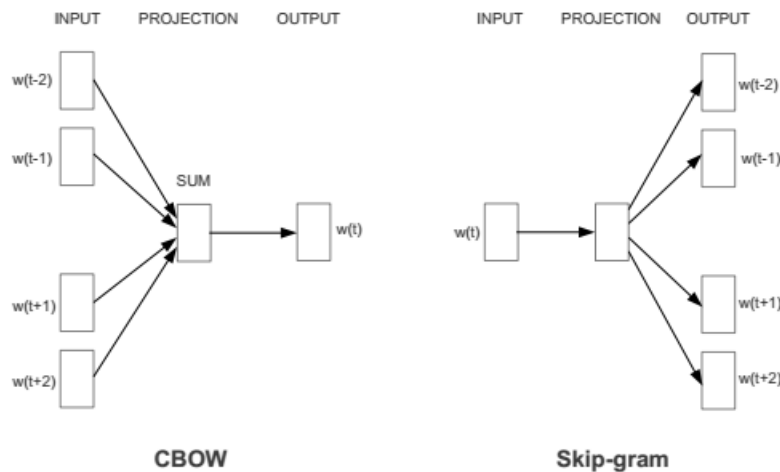 INPUT PROJECTION OUTPUT
w(t-2)
w(t-1)
SUM
w(t)
w(t+1)
w(t+2)
CBOW
INPUT PROJECTION OUTPUT
w(t-2)
w(t-1)
w(t)
w(t+1)
w(t+2)
Skip-gram